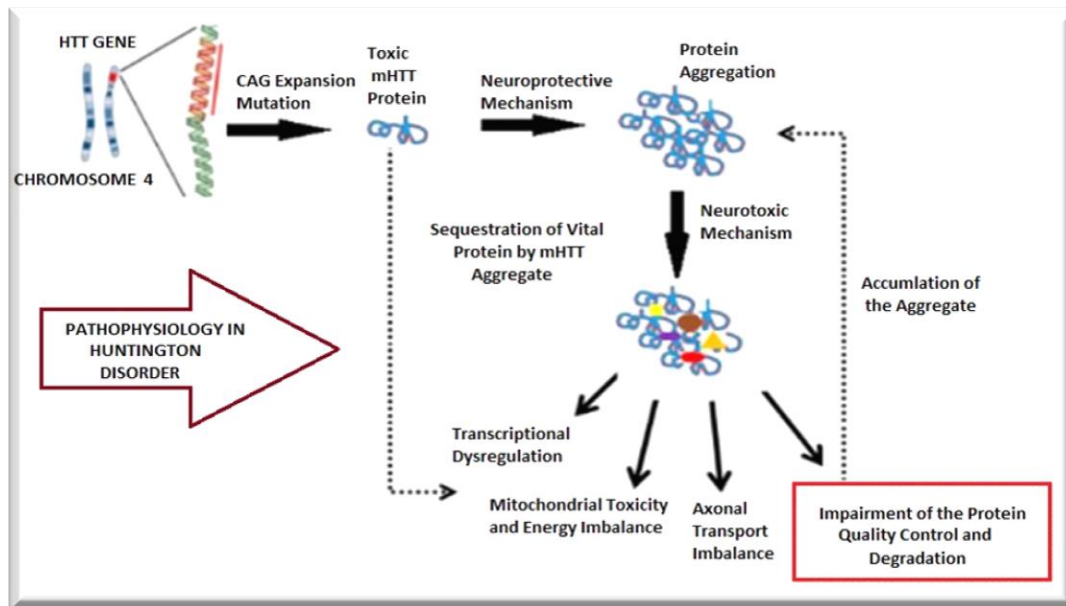 HTT GENE
CHROMOSOME 4
CAG Expansion
Mutation
Toxic
mHTT
Protein
Neuroprotective
Mechanism
Protein
Aggregation
Neurotoxic
Mechanism
Sequestration of Vital
Protein by mHTT
Aggregate
Accumlation of
the Aggregate
PATHOPHYSIOLOGY IN
HUNTINGTON
DISORDER
Transcriptional
Dysregulation
Mitochondrial Toxicity
and Energy Imbalance
Axonal
Transport
Imbalance
Impairment of the Protein
Quality Control and
Degradation